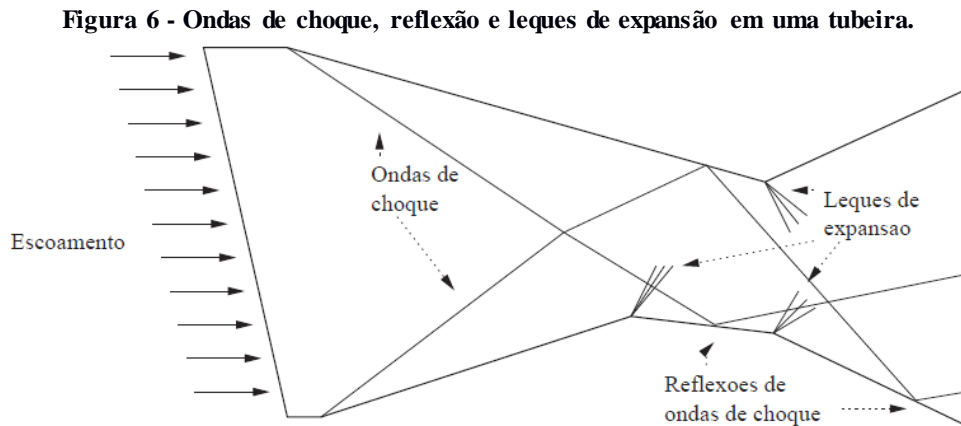 Figura 6 - Ondas de choque, reflexão e leques de expansão em uma tubeira.
Ondas de
choque
Escoamento
Leques de
expansao
Reflexoes de
ondas de choque